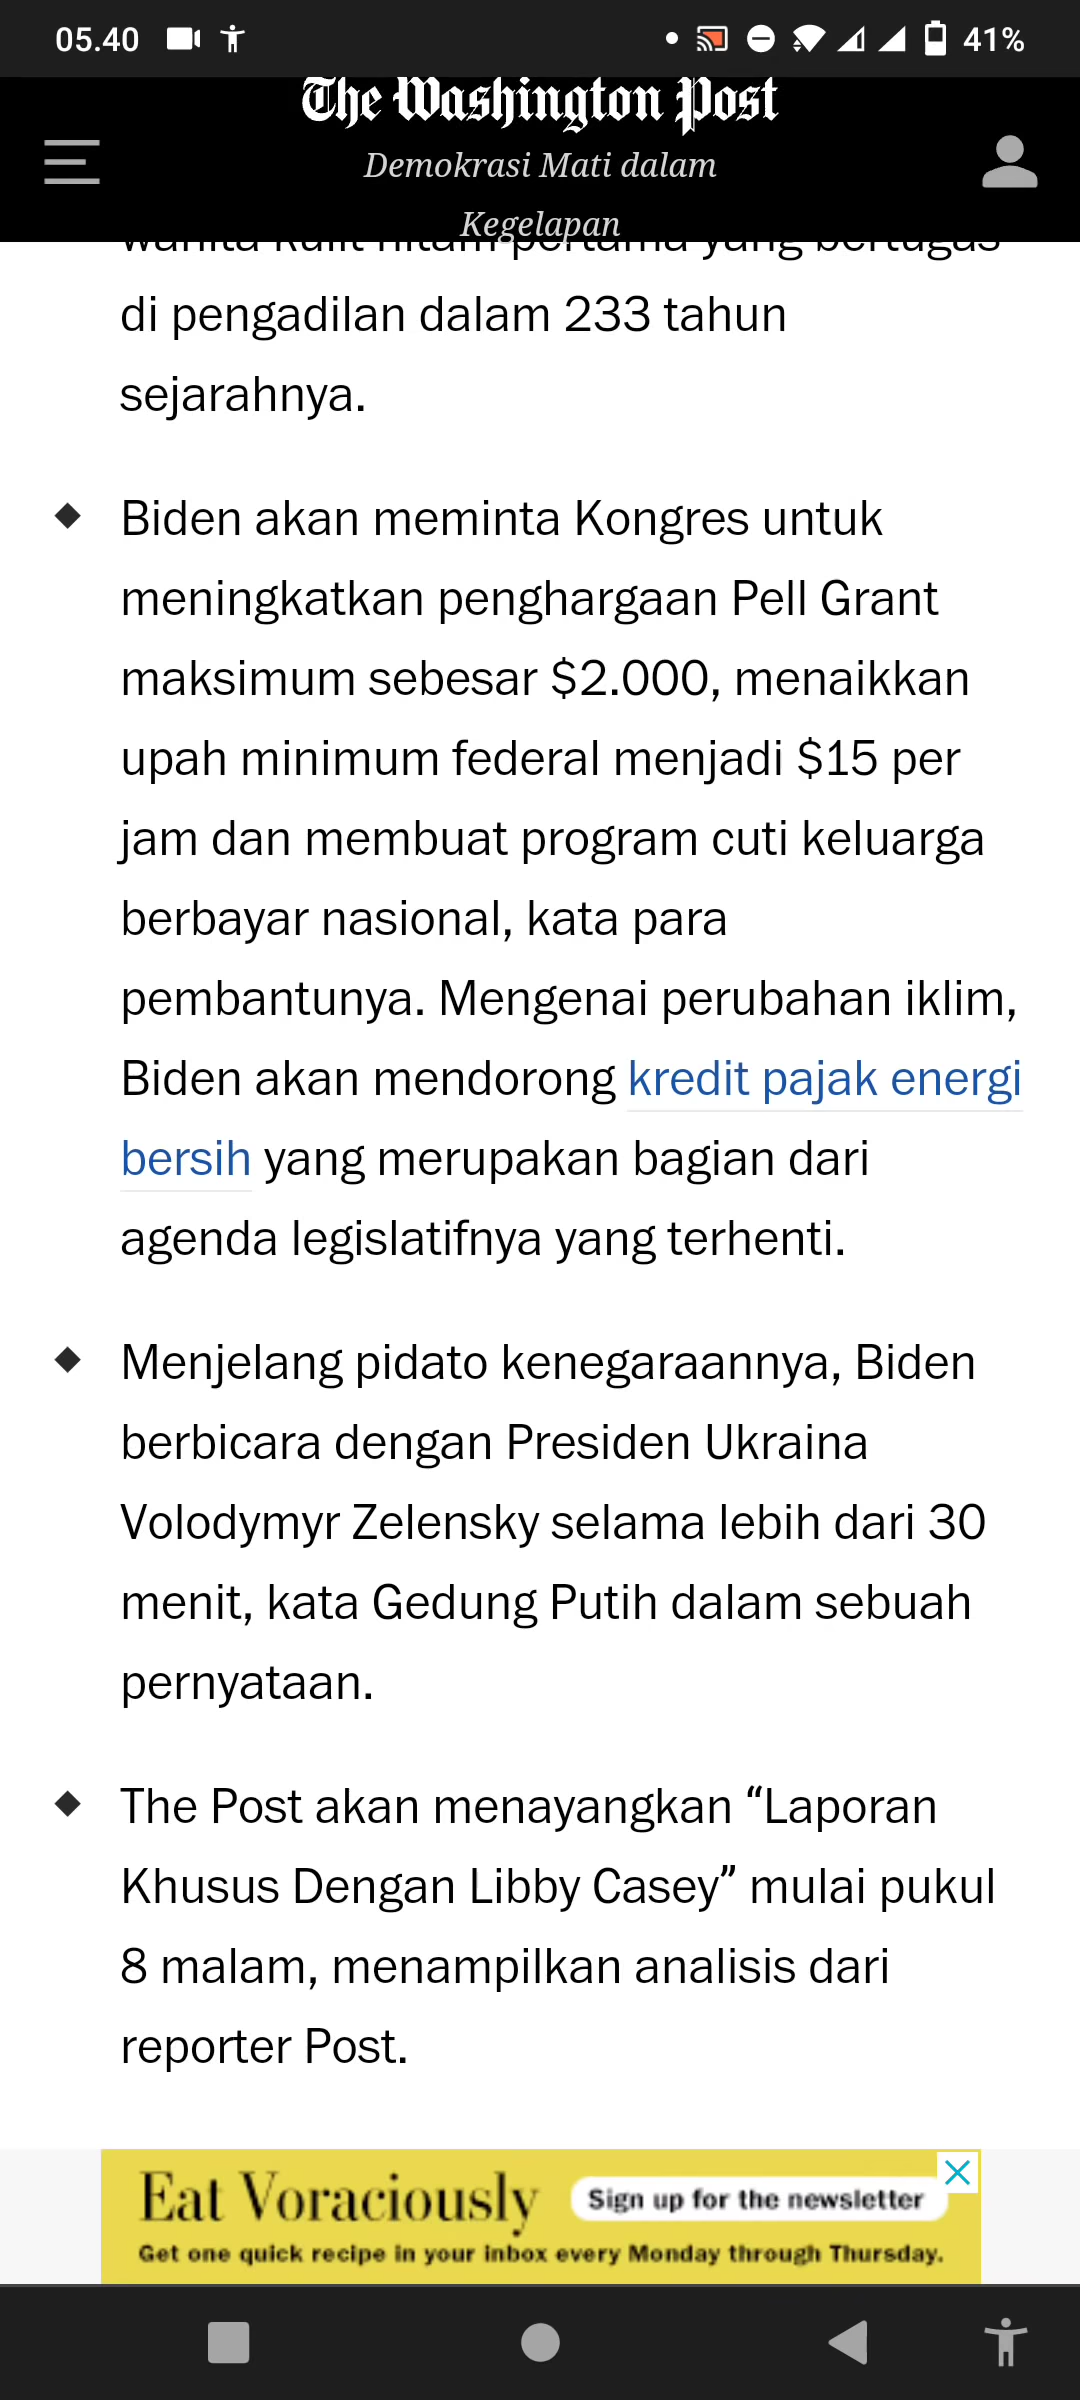 05.40
41%
The Washington Post
Demokrasi Mati dalam
Kegelapan
wanita kulit hitam pertama yang bertugas
di pengadilan dalam 233 tahun
sejarahnya.
Biden akan meminta Kongres untuk
meningkatkan penghargaan Pell Grant
maksimum sebesar $2.000, menaikkan
upah minimum federal menjadi $15 per
jam dan membuat program cuti keluarga
berbayar nasional, kata para
pembantunya. Mengenai perubahan iklim,
Biden akan mendorong kredit pajak energi
bersih yang merupakan bagian dari
agenda legislatifnya yang terhenti.
Menjelang pidato kenegaraannya, Biden
berbicara dengan Presiden Ukraina
Volodymyr Zelensky selama lebih dari 30
menit, kata Gedung Putih dalam sebuah
pernyataan.
The Post akan menayangkan “Laporan
Khusus Dengan Libby Casey” mulai pukul
8 malam, menampilkan analisis dari
reporter Post.
Eat Voraciously
Sign up for the newsletter
Get one quick recipe in your inbox every Monday through Thursday.